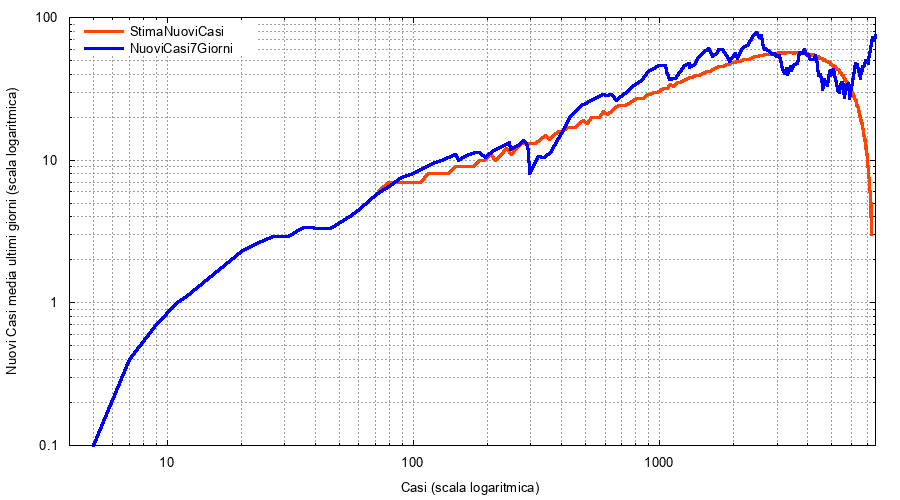 StimaNuoviCasi
NuoviCasi7Giorni
Nuovi Casi media ultimi giorni (scala logaritmica)
100
10
1
0.1
10
100
1000
Casi (scala logaritmica)